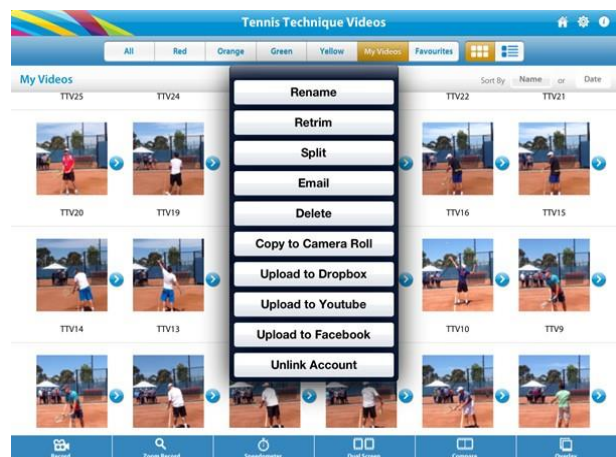 Tennis Technique Videos
All Red Orange Green Yellow My Videos Favourites
My Videos Sort By Name or Date
TTV25 TTV24 TTV22 TTV21
Rename
Retrim
Split
Email
Delete
Copy to Camera Roll
Upload to Dropbox
Upload to Youtube
Upload to Facebook
Unlink Account
TTV20 TTV19 TTV16 TTV15
TTV14 TTV13 TTV10 TTV9
Record Zoom Record Speedometer Dual Screen Compare Overlay